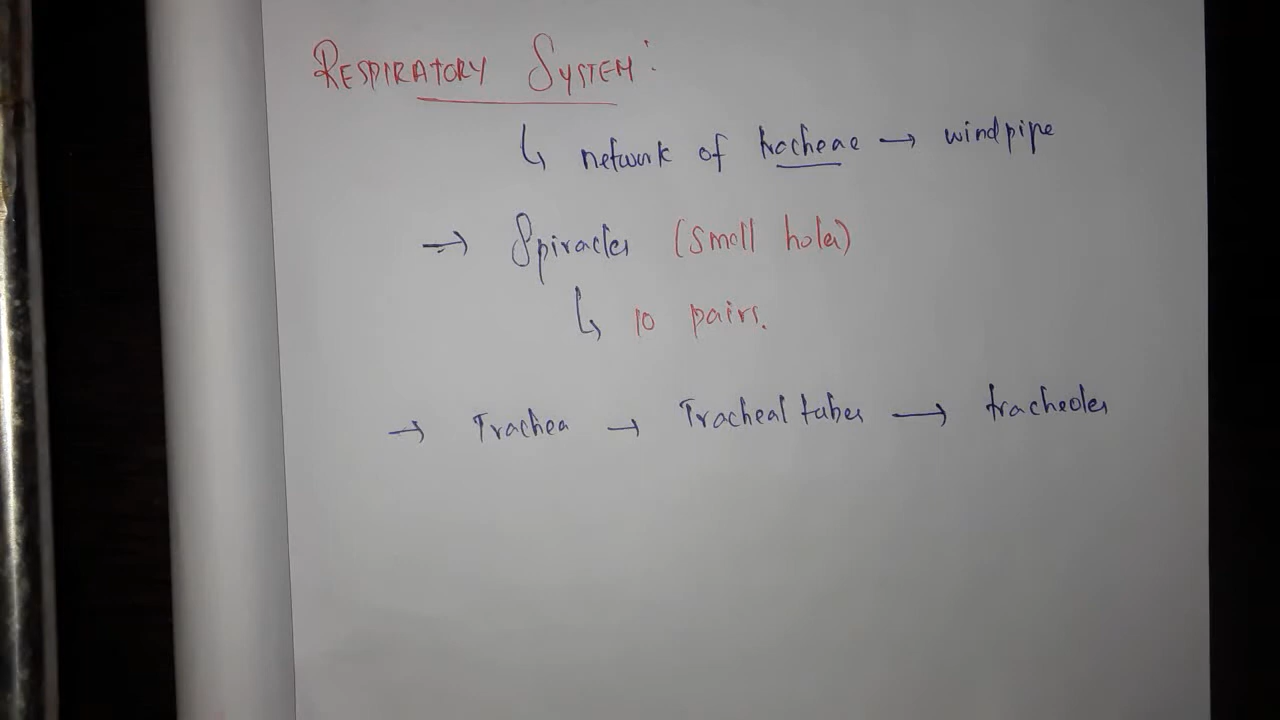 RESPIRATORY SYSTEM:
↳ network of tracheae → windpipe
→ Spiracles (small holes)
↳ 10 pairs.
→ Trachea → Tracheal tubes → tracheoles